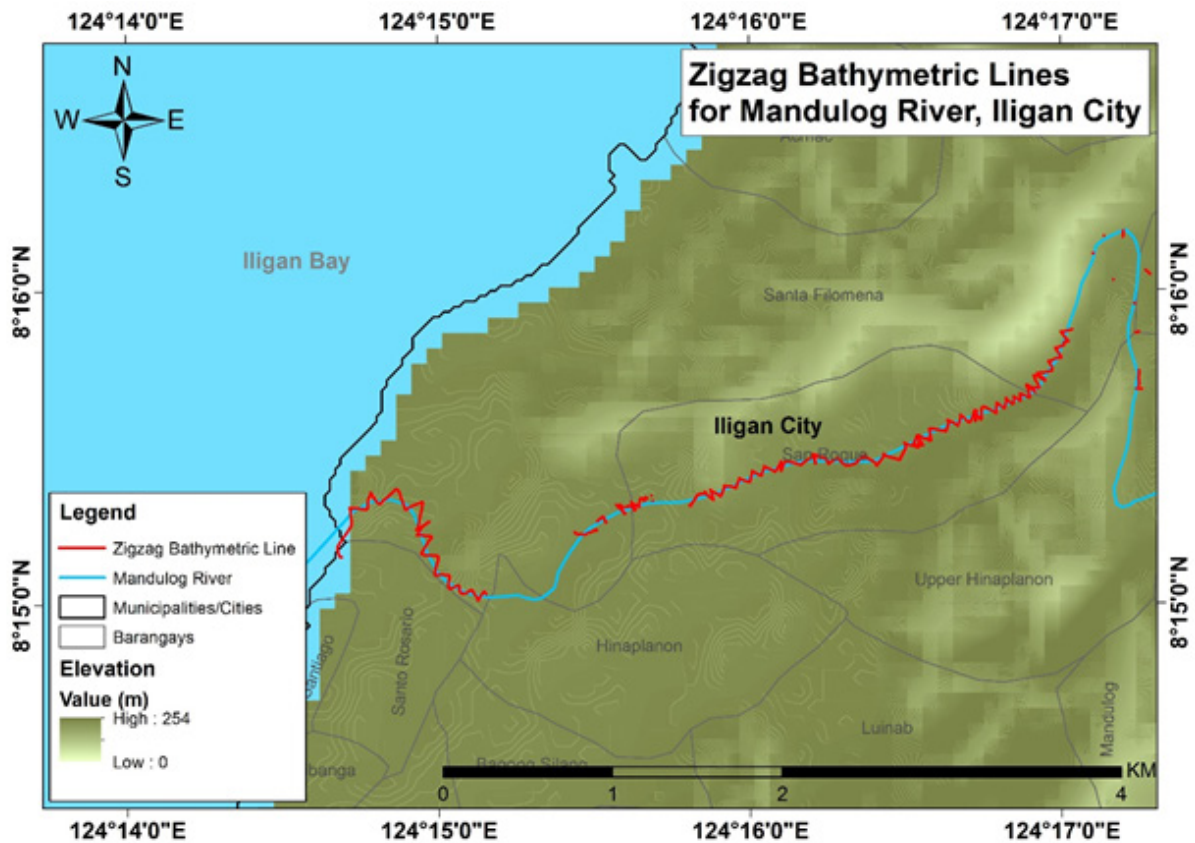 124°14'0"E 124°15'0"E 124°16'0"E 124°17'0"E
Zigzag Bathymetric Lines
for Mandulog River, Iligan City
N
W E
S
Iligan Bay
8°16'0"N
8°16'0"N
Santa Filomena
Iligan City
San Roque
8°15'0"N
8°15'0"N
Upper Hinaplanon
Hinaplanon
Santo Rosario
Luinab
Mandulog
Legend
Zigzag Bathymetric Line
Mandulog River
Municipalities/Cities
Barangays
Elevation
Value (m)
High : 254
Low : 0
KM
0 1 2 4
124°14'0"E 124°15'0"E 124°16'0"E 124°17'0"E